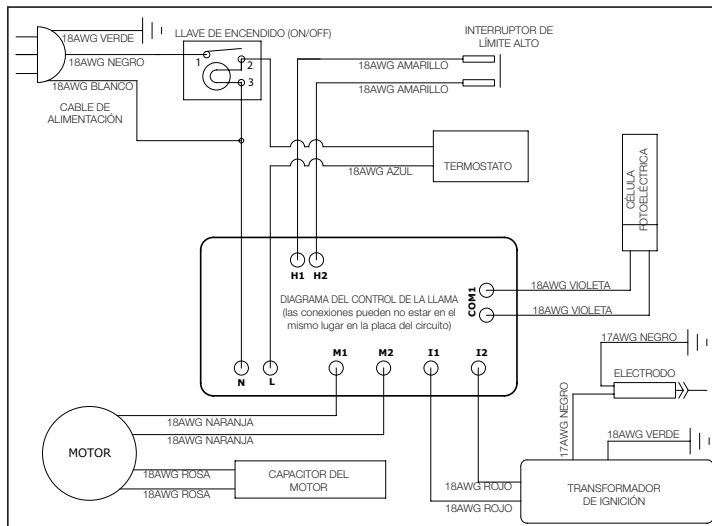 18AWG VERDE
18AWG NEGRO
18AWG BLANCO
CABLE DE
ALIMENTACIÓN
LLAVE DE ENCENDIDO (ON/OFF)
1
2
3
INTERRUPTOR DE
LÍMITE ALTO
18AWG AMARILLO
18AWG AMARILLO
TERMOSTATO
18AWG AZUL
CÉLULA
FOTOELÉCTRICA
H1 H2
DIAGRAMA DEL CONTROL DE LA LLAMA
(las conexiones pueden no estar en el
mismo lugar en la placa del circuito)
COM1
18AWG VIOLETA
18AWG VIOLETA
N L M1 M2 I1 I2
17AWG NEGRO
ELECTRODO
17AWG NEGRO
18AWG VERDE
18AWG NARANJA
18AWG NARANJA
MOTOR
18AWG ROSA
18AWG ROSA
CAPACITOR DEL
MOTOR
18AWG ROJO
18AWG ROJO
TRANSFORMADOR
DE IGNICIÓN